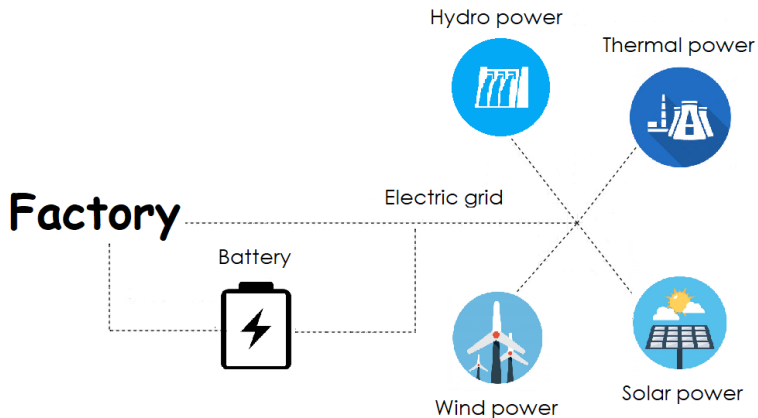 Hydro power
Thermal power
Electric grid
Factory
Battery
Solar power
Wind power